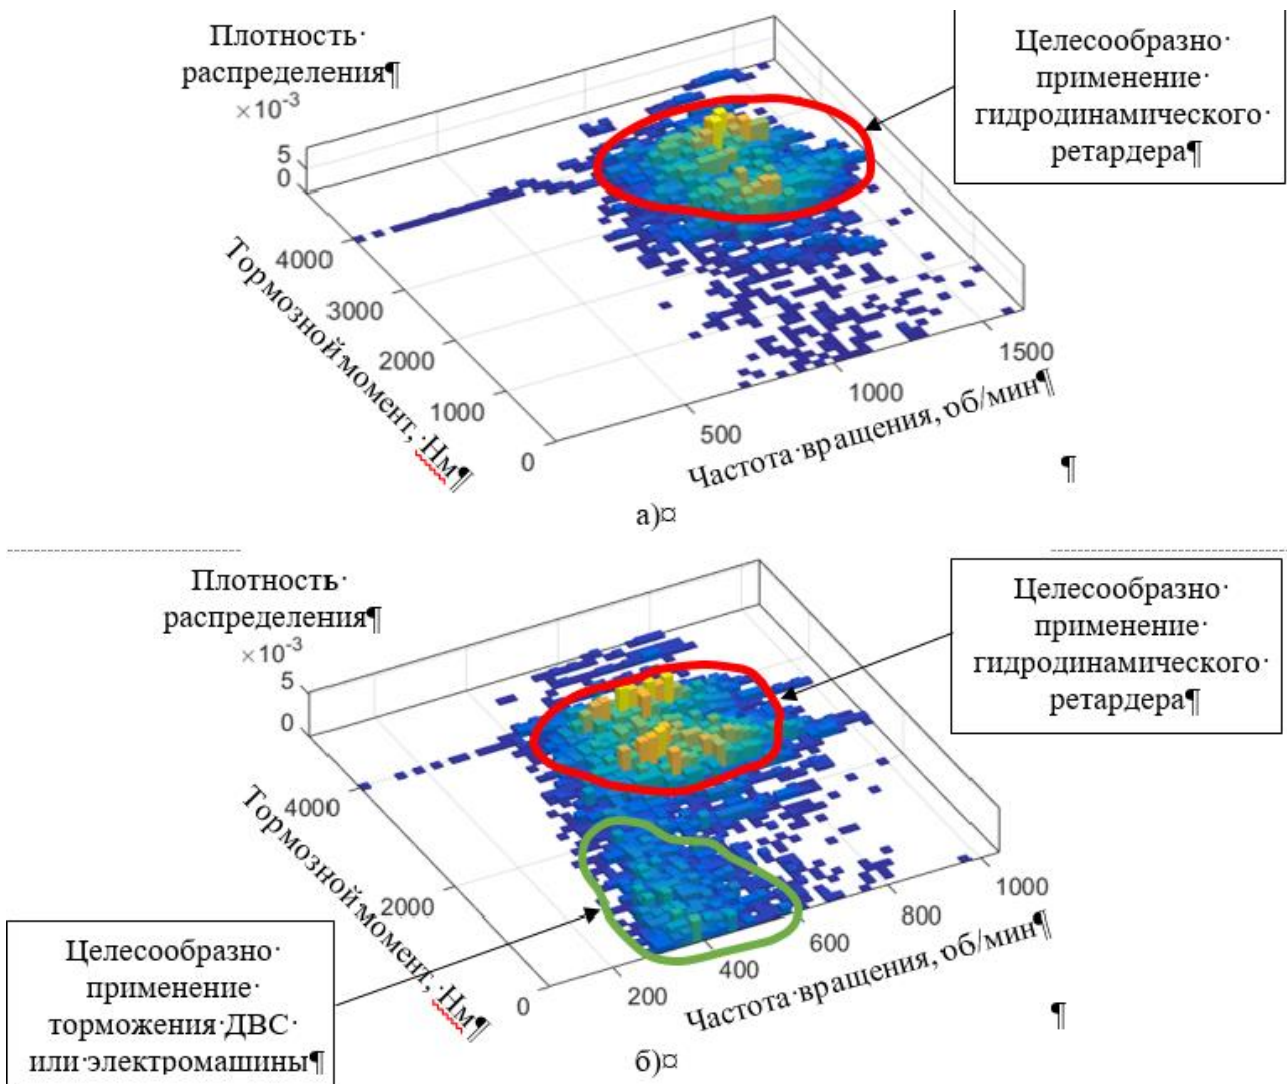 Плотность·
распределения¶
×10-3
5
0
Целесообразно·
применение·
гидродинамического·
ретардера¶
4000
3000
2000
1000
0
Тормозной·момент,·Нм¶
500
1000
1500
Частота·вращения,·об/мин¶
¶
а)¤
Плотность·
распределения¶
×10-3
5
0
Целесообразно·
применение·
гидродинамического·
ретардера¶
4000
2000
0
Тормозной·момент,·Нм¶
200
400
600
800
1000
Частота·вращения,·об/мин¶
Целесообразно·
применение·
торможения·ДВС·
или·электромашины¶
¶
б)¤